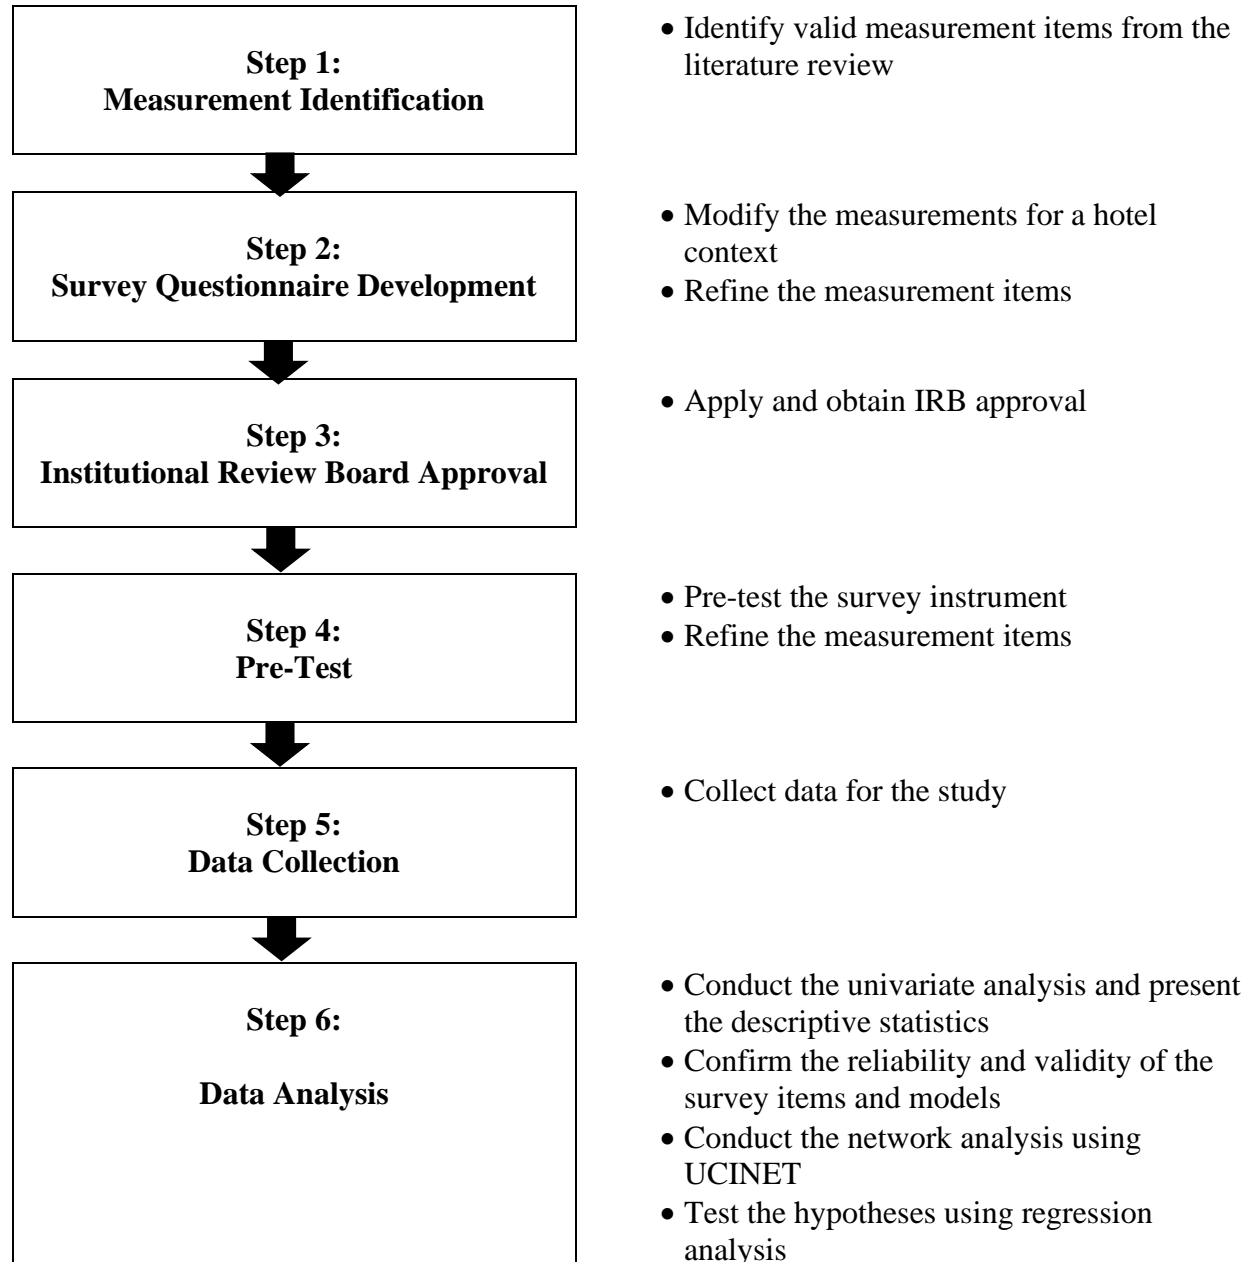 Step 1:
Measurement Identification
• Identify valid measurement items from the
literature review
Step 2:
Survey Questionnaire Development
• Modify the measurements for a hotel
context
• Refine the measurement items
Step 3:
Institutional Review Board Approval
• Apply and obtain IRB approval
Step 4:
Pre-Test
• Pre-test the survey instrument
• Refine the measurement items
Step 5:
Data Collection
• Collect data for the study
Step 6:
Data Analysis
• Conduct the univariate analysis and present
the descriptive statistics
• Confirm the reliability and validity of the
survey items and models
• Conduct the network analysis using
UCINET
• Test the hypotheses using regression
analysis